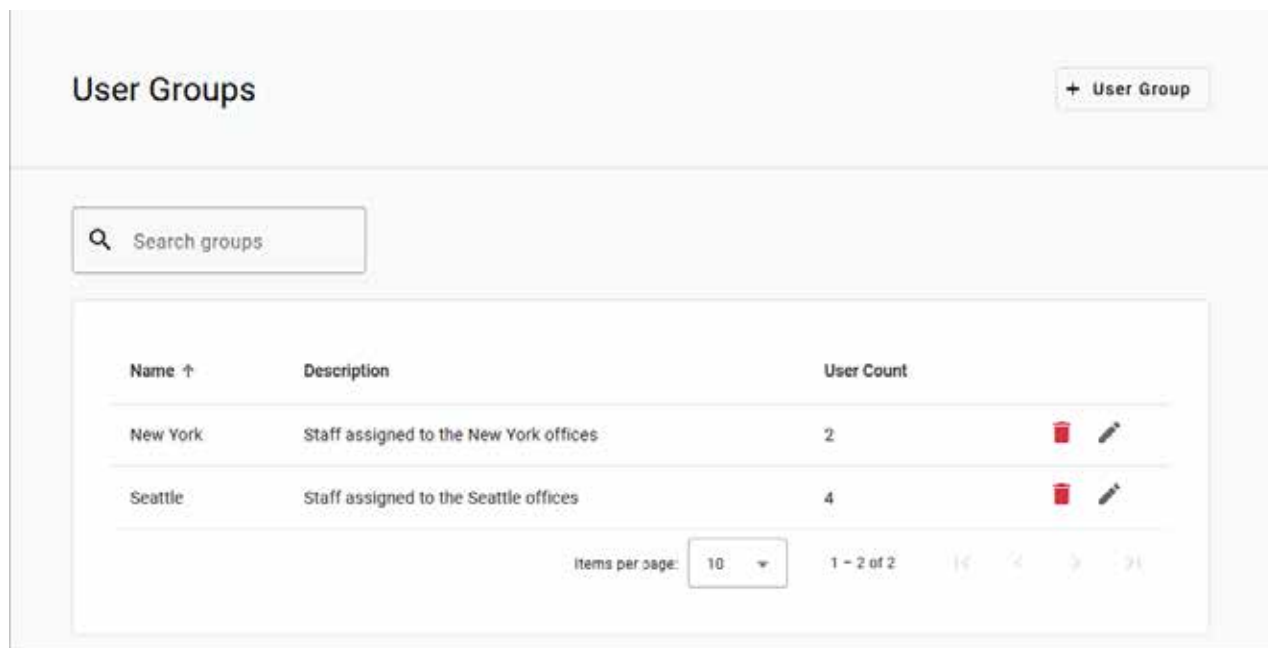 User Groups
+ User Group
Search groups
Name ↑ Description User Count
New York Staff assigned to the New York offices 2
Seattle Staff assigned to the Seattle offices 4
Items per page: 10 1 – 2 of 2